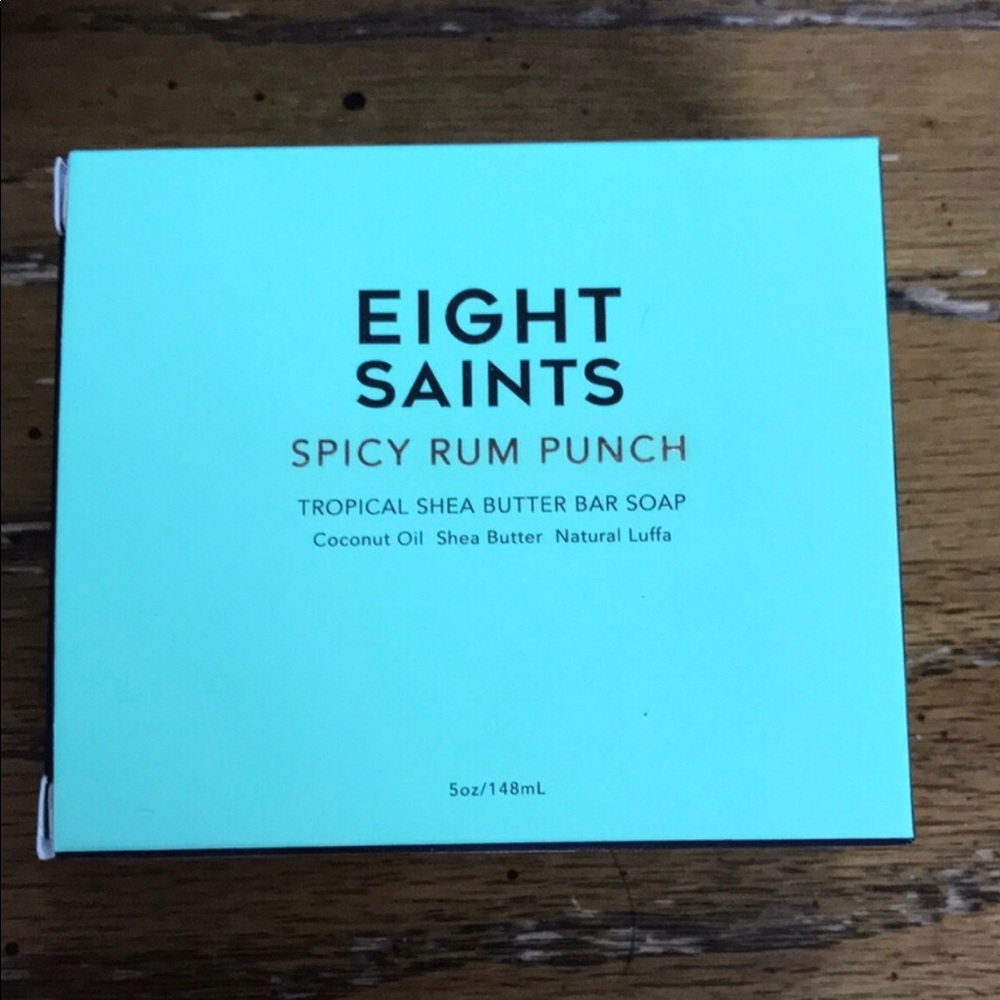 EIGHT
SAINTS
SPICY RUM PUNCH
TROPICAL SHEA BUTTER BAR SOAP
Coconut Oil Shea Butter Natural Luffa
5oz/148mL